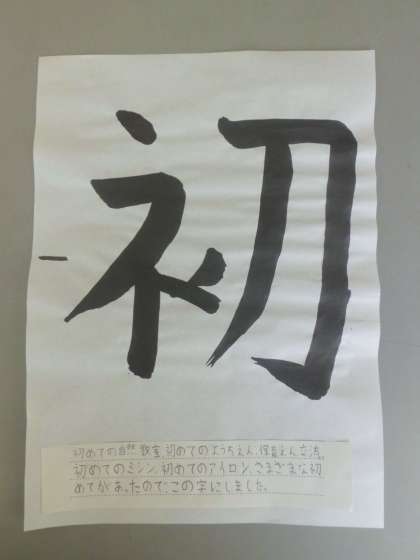 初
初めての自然教室、初めてのようちえん、保育えん交流、
初めてのミシン、初めてのアイロン、さまざまな初
めてがあったので、この字にしました。